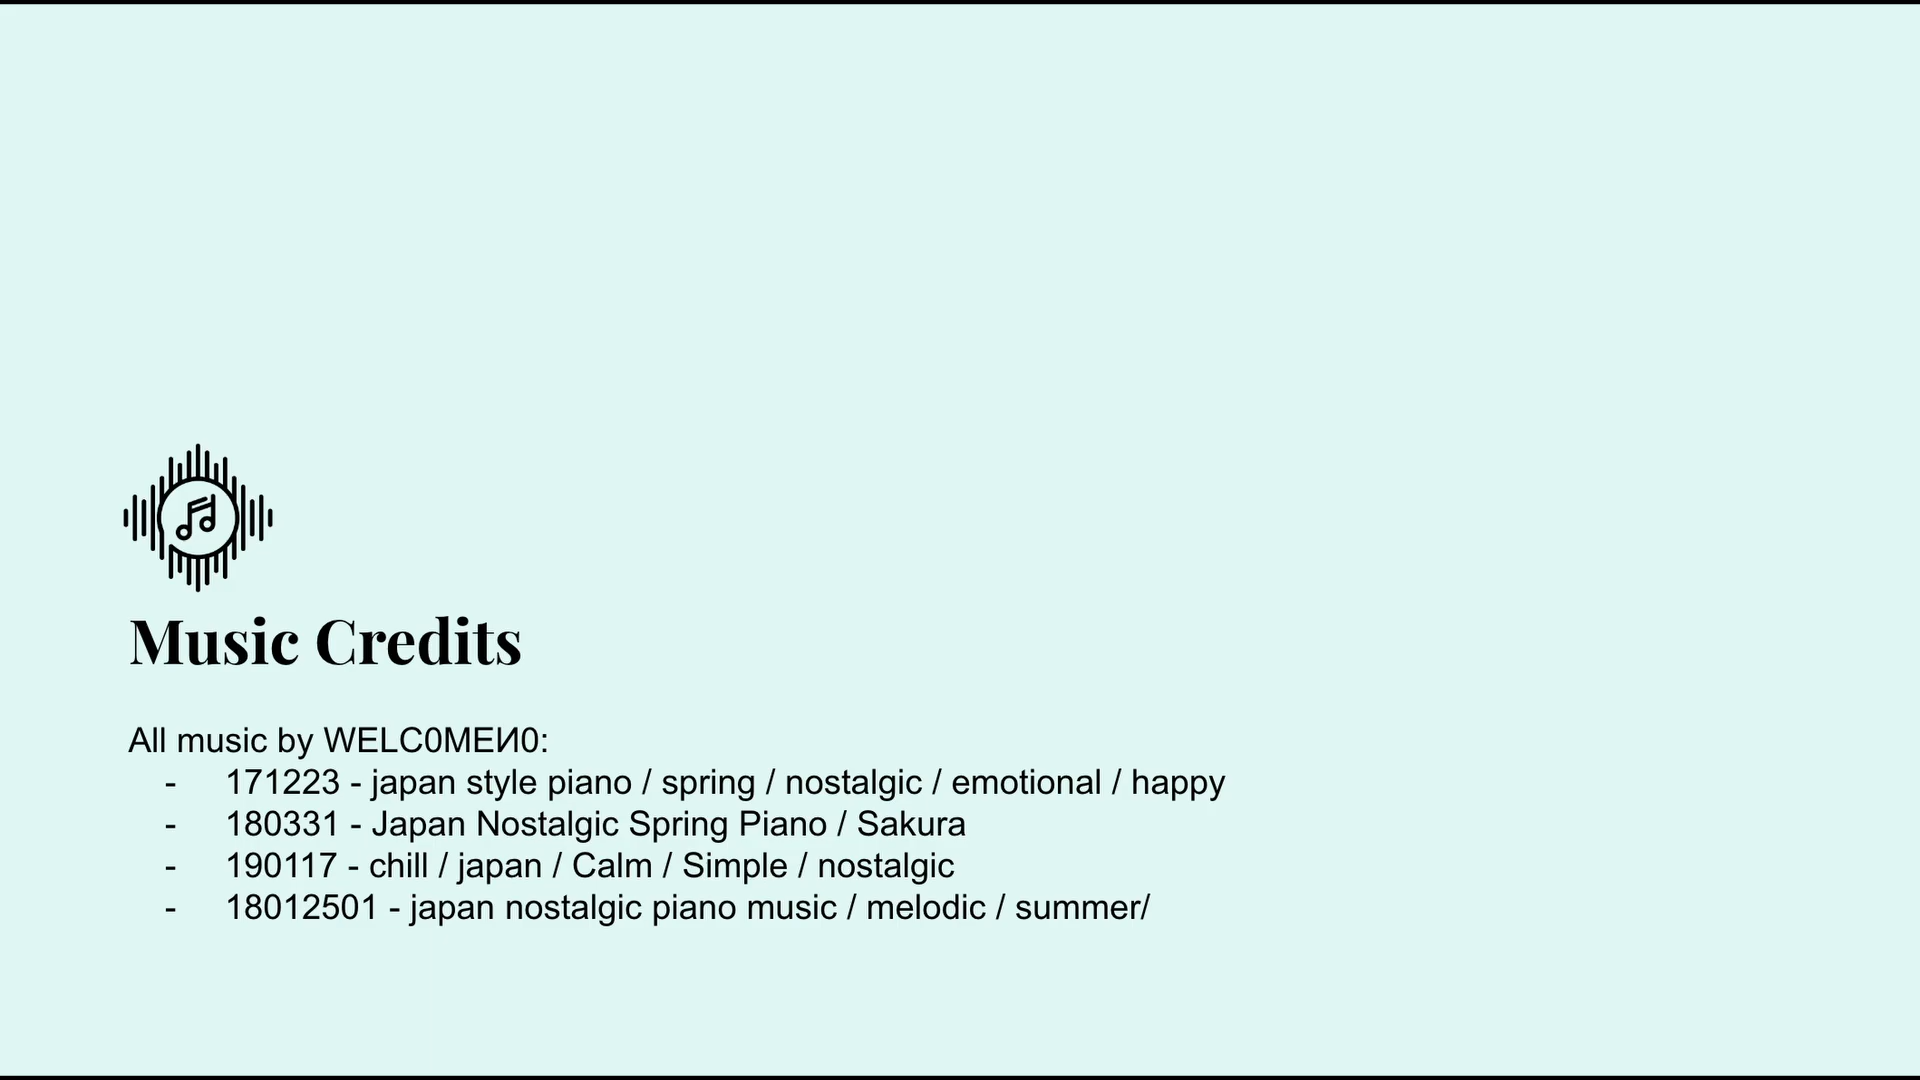 Music Credits
All music by WELC0MEИ0:
- 171223 - japan style piano / spring / nostalgic / emotional / happy
- 180331 - Japan Nostalgic Spring Piano / Sakura
- 190117 - chill / japan / Calm / Simple / nostalgic
- 18012501 - japan nostalgic piano music / melodic / summer/